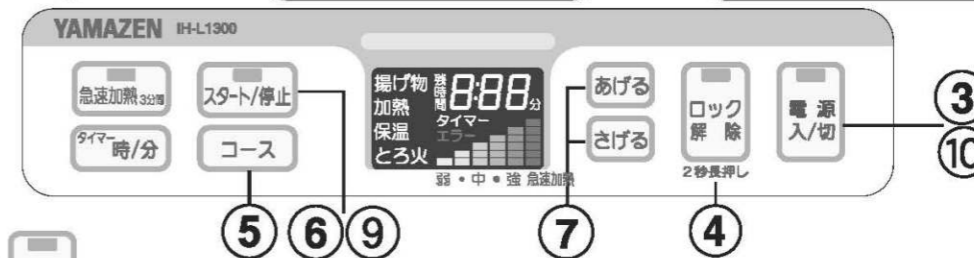 YAMAZEN IH-L1300
急速加熱 3分間
スタート/停止
タイマー 時/分
コース
揚げ物
加熱
保温
とろ火
残時間 8:88 分
タイマー
エラー
弱・中・強 急速加熱
あげる
さげる
ロック
解除
2秒長押し
電源
入/切
③
⑩
⑤ ⑥ ⑨ ⑦ ④